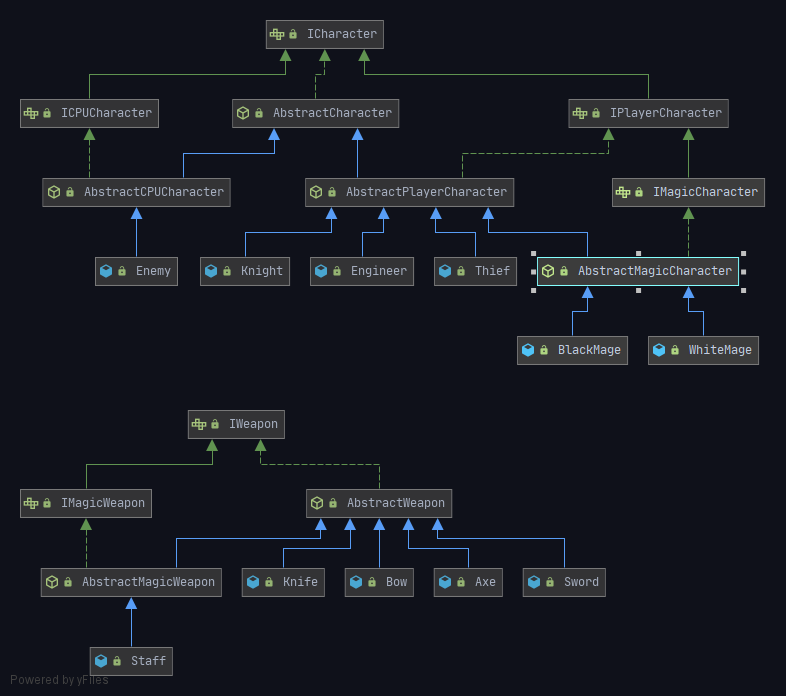 ICharacter
ICPUCharacter AbstractCharacter IPlayerCharacter
AbstractCPUCharacter AbstractPlayerCharacter IMagicCharacter
Enemy Knight Engineer Thief AbstractMagicCharacter
BlackMage WhiteMage
IWeapon
IMagicWeapon AbstractWeapon
AbstractMagicWeapon Knife Bow Axe Sword
Staff
Powered by yFiles